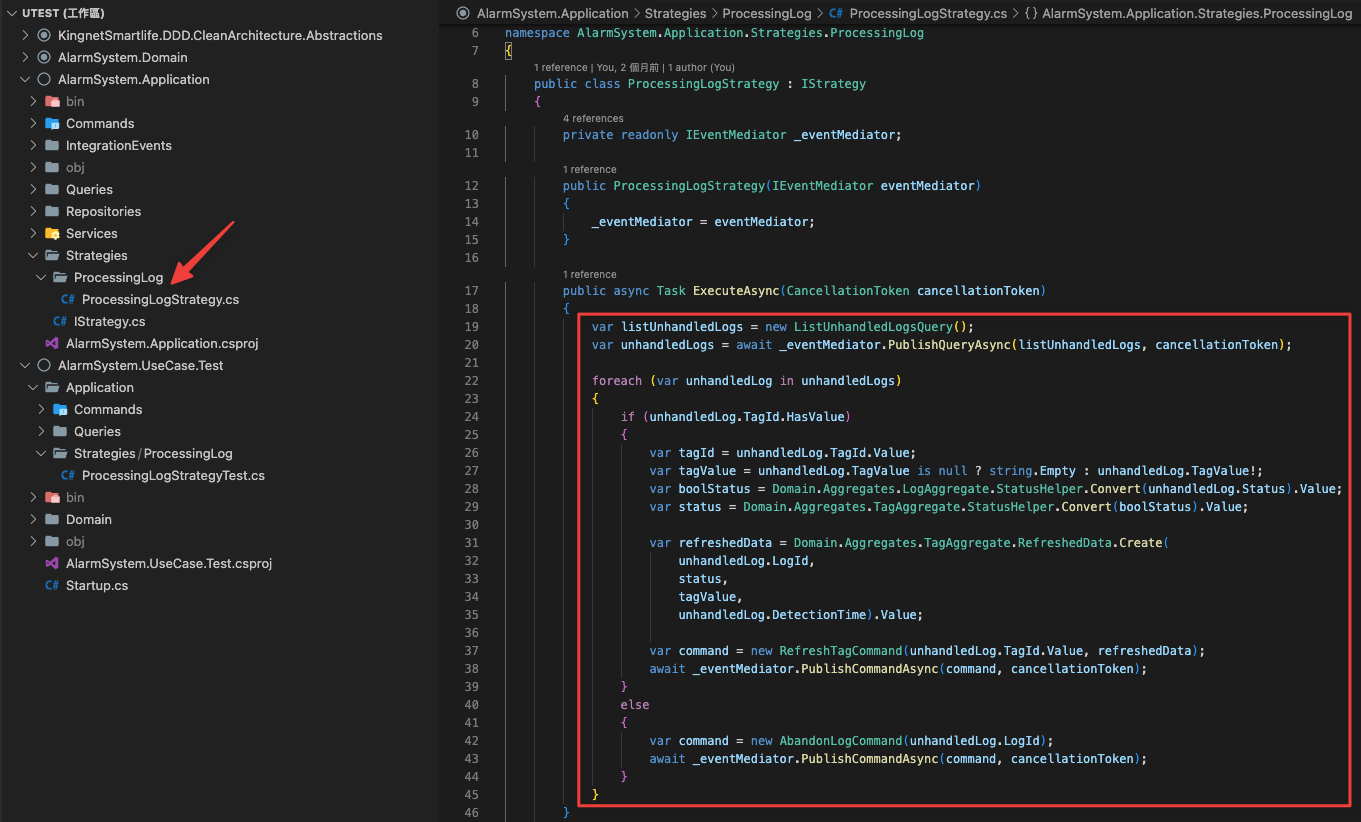 UTEST (工作區)
KingnetSmartlife.DDD.CleanArchitecture.Abstractions
AlarmSystem.Domain
AlarmSystem.Application
bin
Commands
IntegrationEvents
obj
Queries
Repositories
Services
Strategies
ProcessingLog
C# ProcessingLogStrategy.cs
C# IStrategy.cs
AlarmSystem.Application.csproj
AlarmSystem.UseCase.Test
Application
Commands
Queries
Strategies / ProcessingLog
C# ProcessingLogStrategyTest.cs
bin
Domain
obj
AlarmSystem.UseCase.Test.csproj
C# Startup.cs
AlarmSystem.Application > Strategies > ProcessingLog > C# ProcessingLogStrategy.cs > {} AlarmSystem.Application.Strategies.ProcessingLog
6 namespace AlarmSystem.Application.Strategies.ProcessingLog
7 {
1 reference | You, 2 個月前 | 1 author (You)
8 public class ProcessingLogStrategy : IStrategy
9 {
4 references
10 private readonly IEventMediator _eventMediator;
11
1 reference
12 public ProcessingLogStrategy(IEventMediator eventMediator)
13 {
14 _eventMediator = eventMediator;
15 }
16
1 reference
17 public async Task ExecuteAsync(CancellationToken cancellationToken)
18 {
19 var listUnhandledLogs = new ListUnhandledLogsQuery();
20 var unhandledLogs = await _eventMediator.PublishQueryAsync(listUnhandledLogs, cancellationToken);
21
22 foreach (var unhandledLog in unhandledLogs)
23 {
24 if (unhandledLog.TagId.HasValue)
25 {
26 var tagId = unhandledLog.TagId.Value;
27 var tagValue = unhandledLog.TagValue is null ? string.Empty : unhandledLog.TagValue!;
28 var boolStatus = Domain.Aggregates.LogAggregate.StatusHelper.Convert(unhandledLog.Status).Value;
29 var status = Domain.Aggregates.TagAggregate.StatusHelper.Convert(boolStatus).Value;
30
31 var refreshedData = Domain.Aggregates.TagAggregate.RefreshedData.Create(
32 unhandledLog.LogId,
33 status,
34 tagValue,
35 unhandledLog.DetectionTime).Value;
36
37 var command = new RefreshTagCommand(unhandledLog.TagId.Value, refreshedData);
38 await _eventMediator.PublishCommandAsync(command, cancellationToken);
39 }
40 else
41 {
42 var command = new AbandonLogCommand(unhandledLog.LogId);
43 await _eventMediator.PublishCommandAsync(command, cancellationToken);
44 }
45 }
46 }